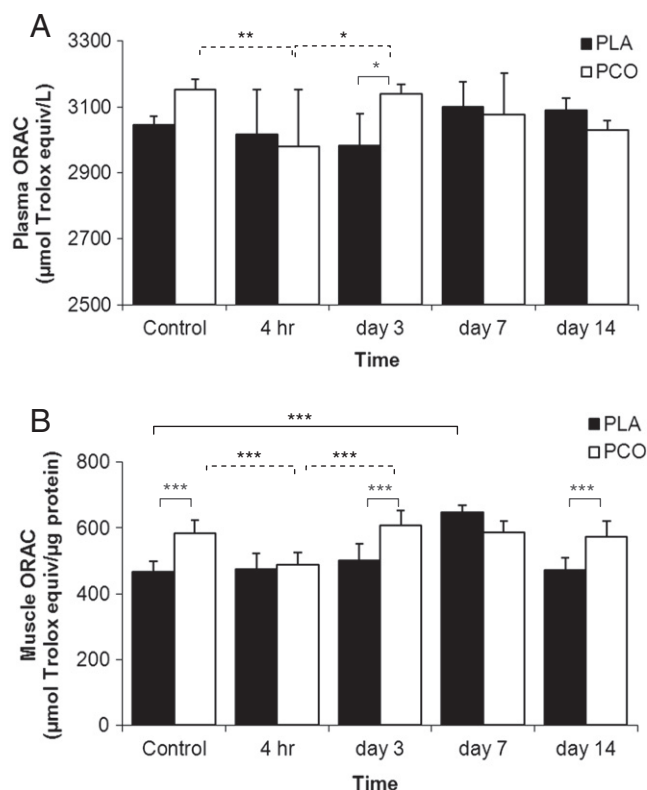 A
3300
3100
2900
2700
2500
Plasma ORAC
(µmol Trolox equiv/L)
** *
*
PLA
PCO
Control 4 hr day 3 day 7 day 14
Time
B
800
600
400
200
0
Muscle ORAC
(µmol Trolox equiv/µg protein)
***
*** ***
*** *** ***
PLA
PCO
Control 4 hr day 3 day 7 day 14
Time